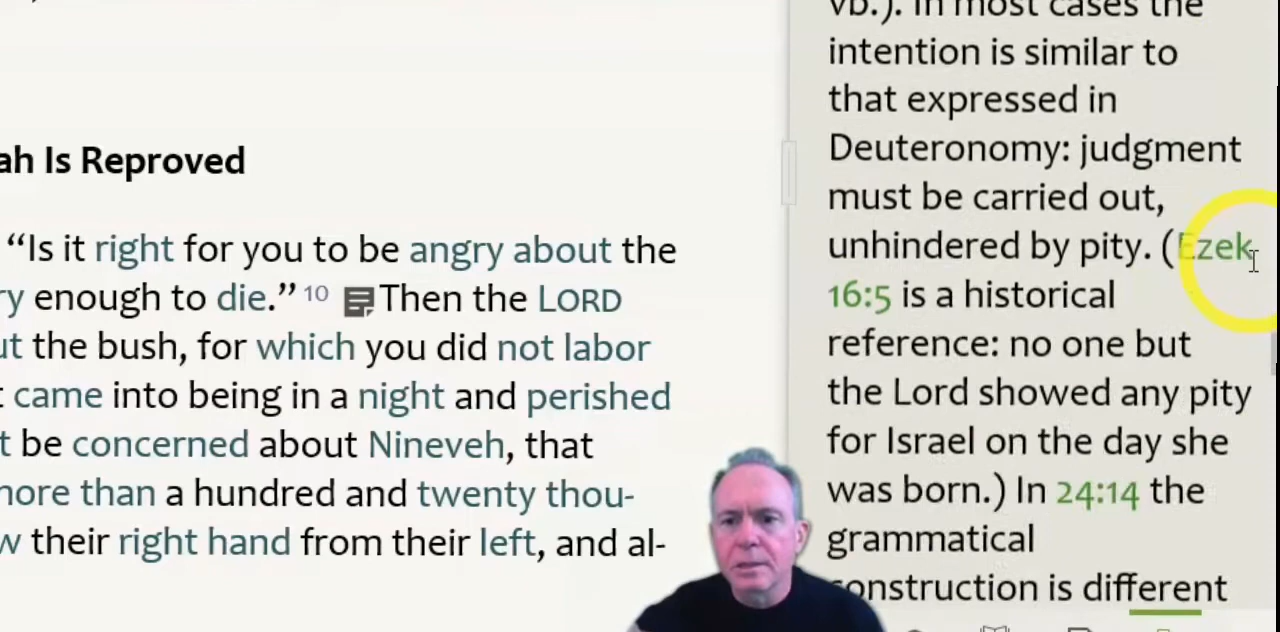 ah Is Reproved
“Is it right for you to be angry about the
ry enough to die.” 10 Then the LORD
ut the bush, for which you did not labor
t came into being in a night and perished
t be concerned about Nineveh, that
more than a hundred and twenty thou-
w their right hand from their left, and al-
vb.). In most cases the
intention is similar to
that expressed in
Deuteronomy: judgment
must be carried out,
unhindered by pity. (Ezek
16:5 is a historical
reference: no one but
the Lord showed any pity
for Israel on the day she
was born.) In 24:14 the
grammatical
construction is different